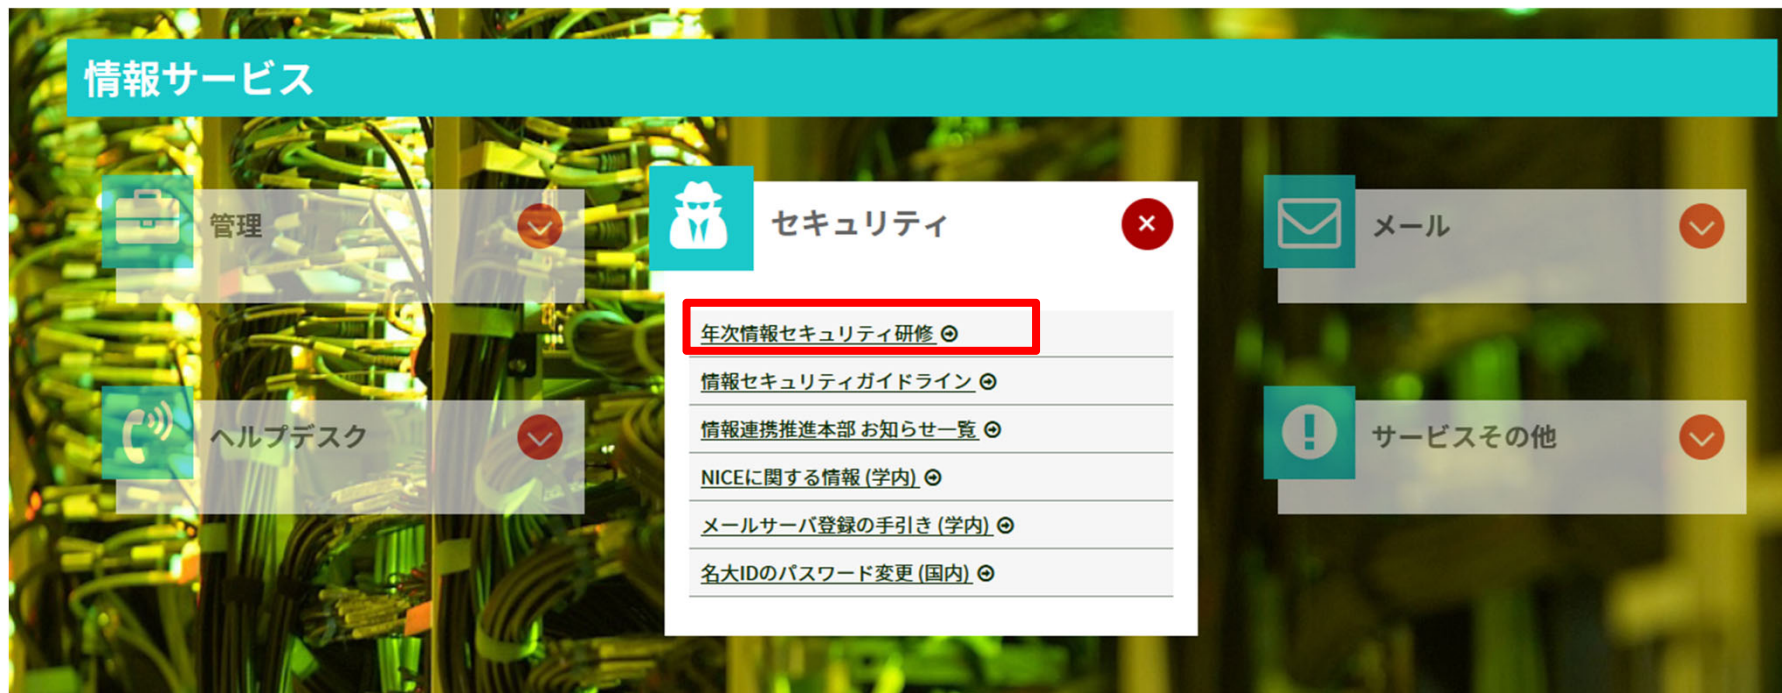 情報サービス
管理
セキュリティ
年次情報セキュリティ研修
情報セキュリティガイドライン
情報連携推進本部 お知らせ一覧
NICEに関する情報 (学内)
メールサーバ登録の手引き (学内)
名大IDのパスワード変更 (国内)
メール
ヘルプデスク
サービスその他